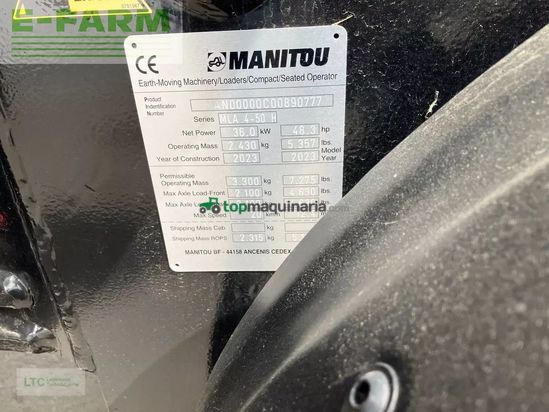 E-FARM
CE MANITOU
Earth-Moving Machinery/Loaders/Compact/Seated Operator
Product Indentification Number AN00000C00890777
Series MLA 4-50 H
Net Power 36.0 kW 48.3 hp
Operating Mass 2.430 kg 5.357 lbs.
Year of Construction 2023 2023 Model Year
Permissible Operating Mass 3.300 kg 7.275 lbs.
Max Axle Load-Front 2.100 kg 4.630 lbs.
Max Axle Load
topmaquinaria.com
Max Speed 20 km/h
Shipping Mass Cab kg
Shipping Mass ROPS 2.315 kg
MANITOU BF - 44158 ANCENIS CEDEX
LTC